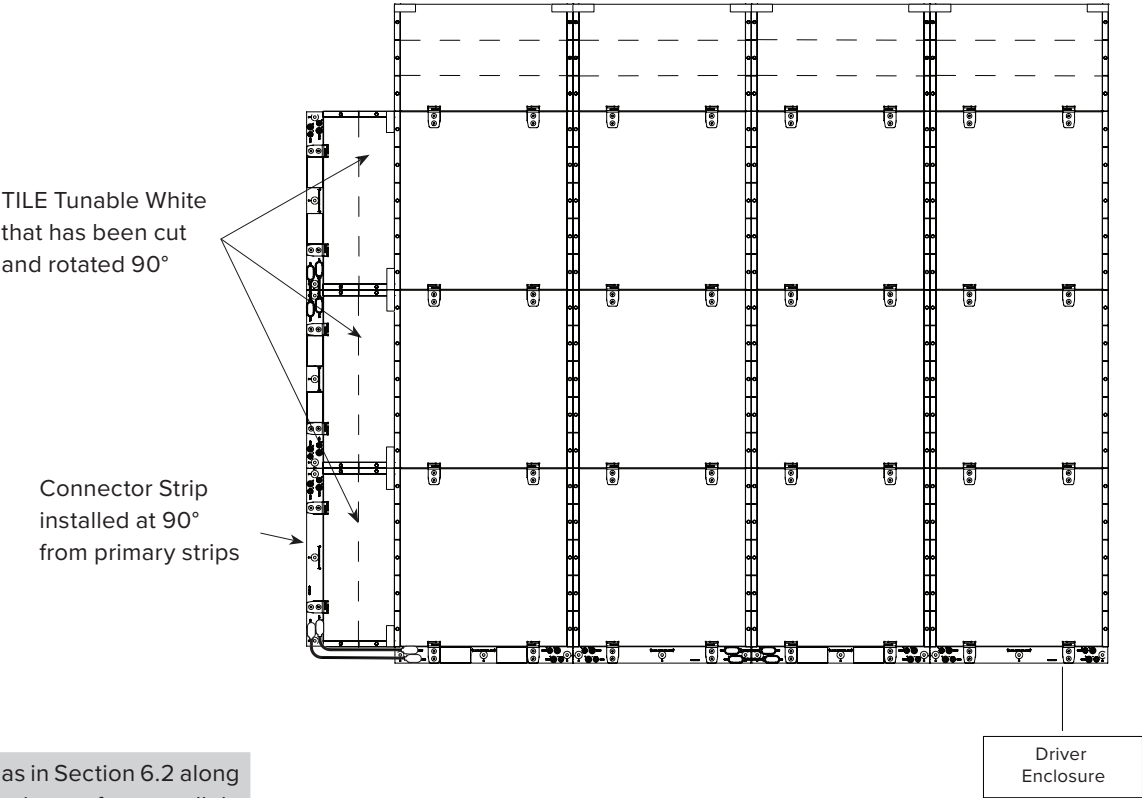 TILE Tunable White
that has been cut
and rotated 90°
Connector Strip
installed at 90°
from primary strips
Driver
Enclosure
as in Section 6.2 along